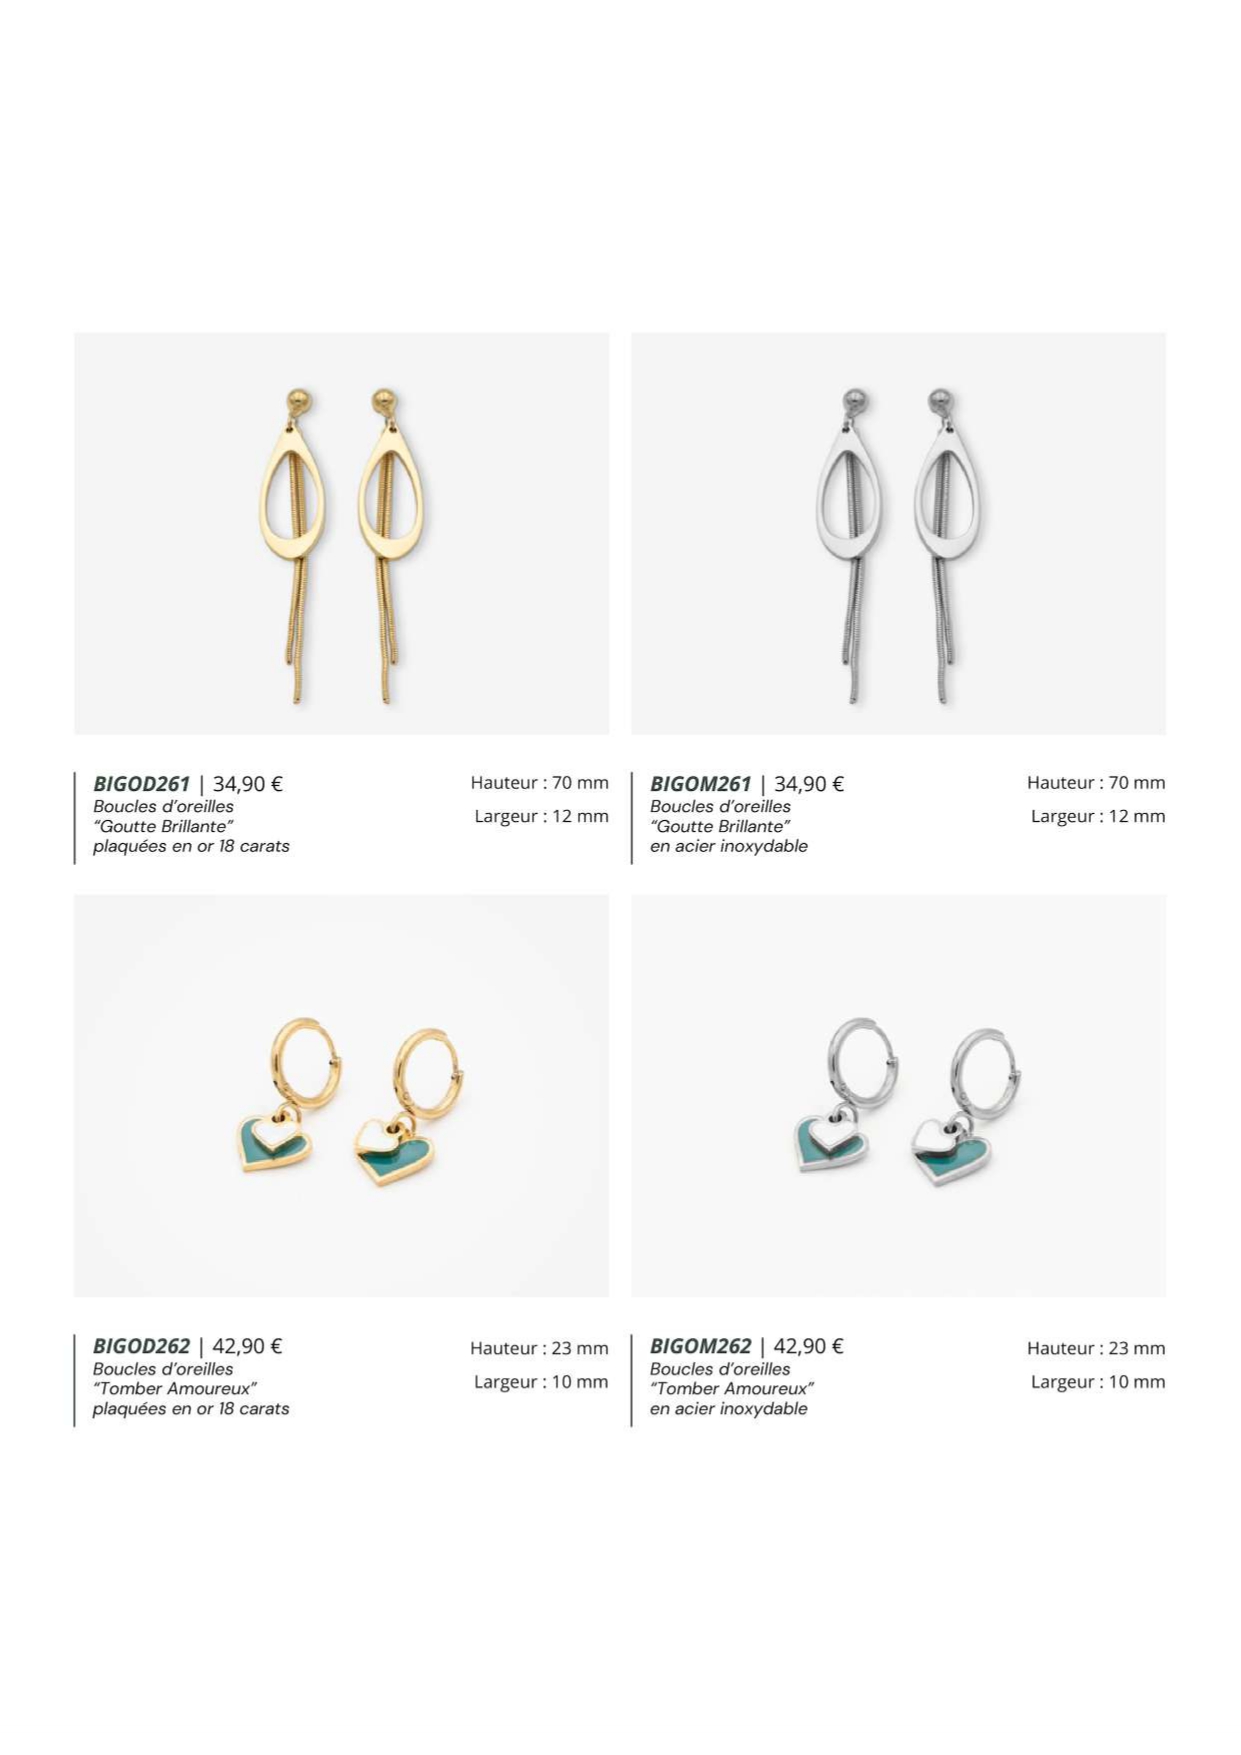 BIGOD261 | 34,90 €
Boucles d’oreilles
“Goutte Brillante”
plaquées en or 18 carats
Hauteur : 70 mm
Largeur : 12 mm
BIGOM261 | 34,90 €
Boucles d’oreilles
“Goutte Brillante”
en acier inoxydable
Hauteur : 70 mm
Largeur : 12 mm
BIGOD262 | 42,90 €
Boucles d’oreilles
“Tomber Amoureux”
plaquées en or 18 carats
Hauteur : 23 mm
Largeur : 10 mm
BIGOM262 | 42,90 €
Boucles d’oreilles
“Tomber Amoureux”
en acier inoxydable
Hauteur : 23 mm
Largeur : 10 mm